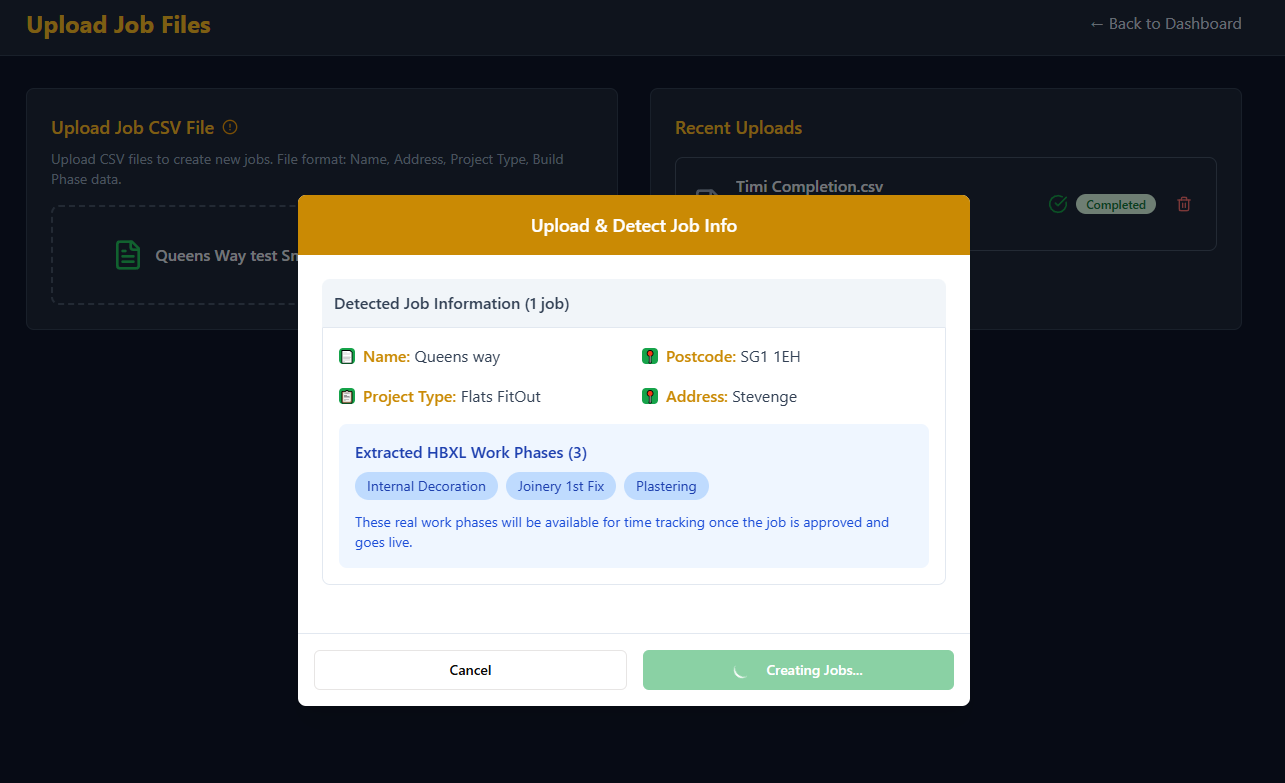 Upload Job Files
← Back to Dashboard
Upload Job CSV File
Upload CSV files to create new jobs. File format: Name, Address, Project Type, Build
Phase data.
Queens Way test
Recent Uploads
Timi Completion.csv
Completed
Upload & Detect Job Info
Detected Job Information (1 job)
Name: Queens way
Postcode: SG1 1EH
Project Type: Flats FitOut
Address: Stevenge
Extracted HBXL Work Phases (3)
Internal Decoration
Joinery 1st Fix
Plastering
These real work phases will be available for time tracking once the job is approved and
goes live.
Cancel
Creating Jobs...